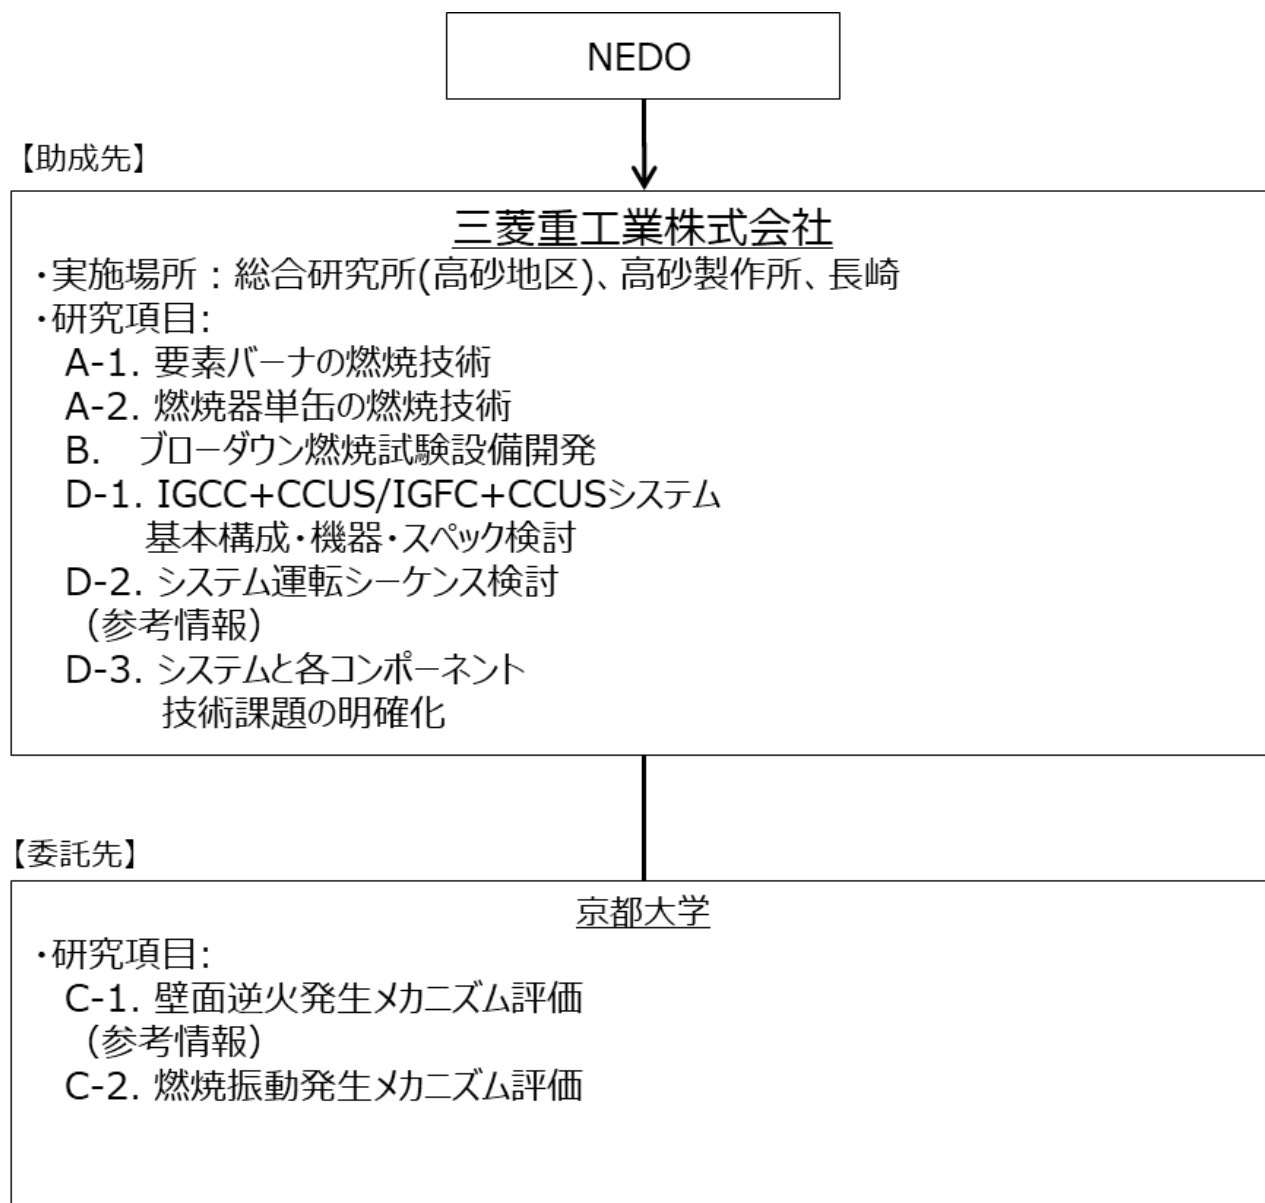 NEDO
【助成先】
三菱重工業株式会社
・実施場所：総合研究所(高砂地区)、高砂製作所、長崎
・研究項目:
A-1. 要素バーナの燃焼技術
A-2. 燃焼器単缶の燃焼技術
B. ブローダウン燃焼試験設備開発
D-1. IGCC+CCUS/IGFC+CCUSシステム
基本構成・機器・スペック検討
D-2. システム運転シーケンス検討
（参考情報）
D-3. システムと各コンポーネント
技術課題の明確化
【委託先】
京都大学
・研究項目:
C-1. 壁面逆火発生メカニズム評価
（参考情報）
C-2. 燃焼振動発生メカニズム評価